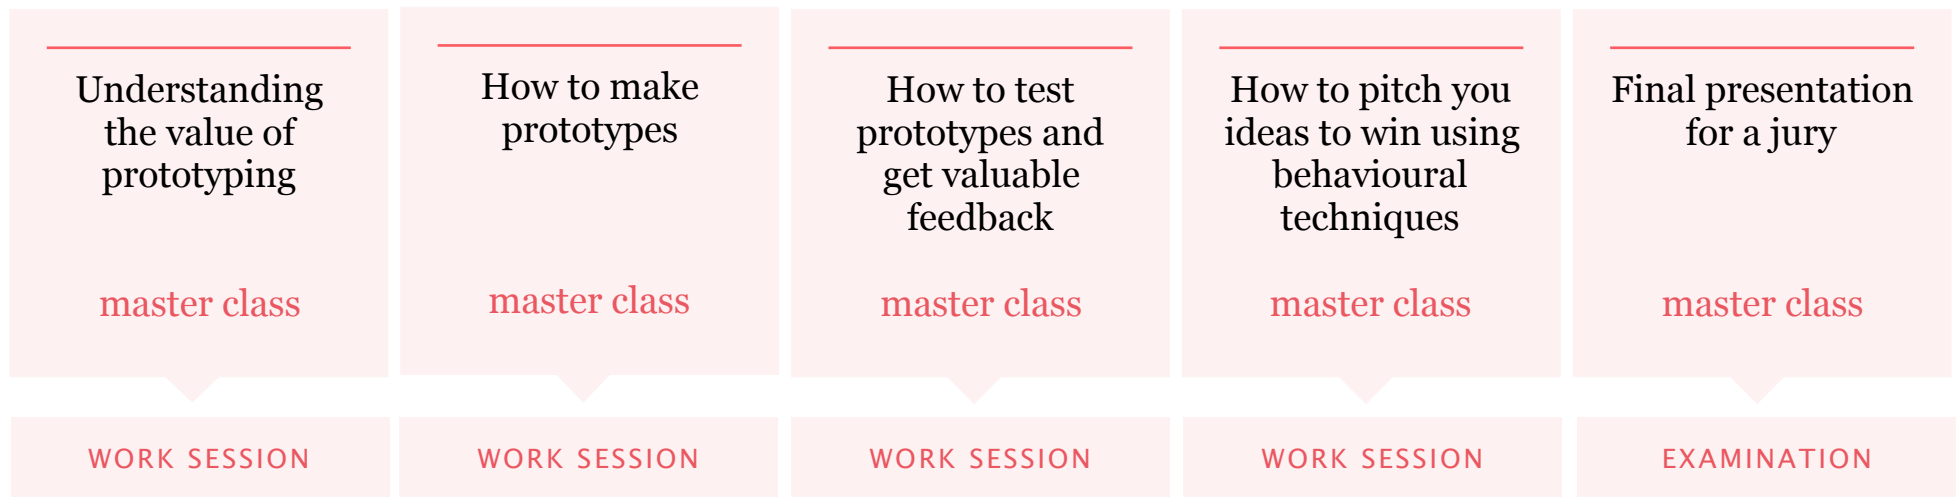 Understanding
the value of
prototyping
master class
WORK SESSION
How to make
prototypes
master class
WORK SESSION
How to test
prototypes and
get valuable
feedback
master class
WORK SESSION
How to pitch you
ideas to win using
behavioural
techniques
master class
WORK SESSION
Final presentation
for a jury
master class
EXAMINATION